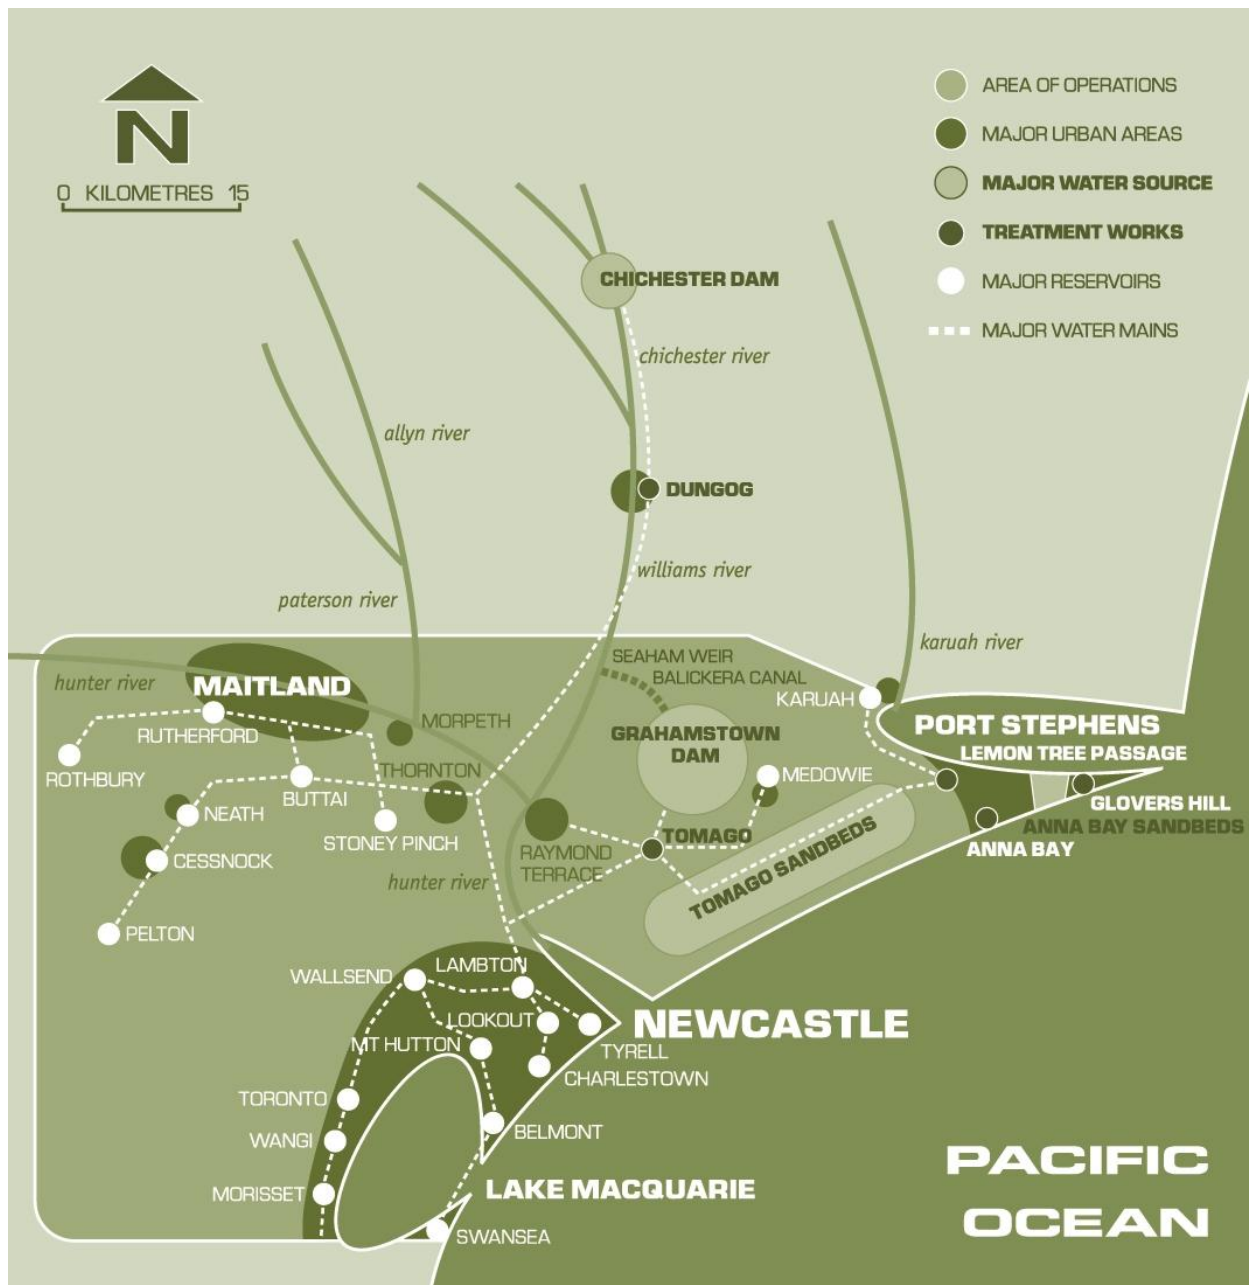 N
0 KILOMETRES 15
AREA OF OPERATIONS
MAJOR URBAN AREAS
MAJOR WATER SOURCE
TREATMENT WORKS
MAJOR RESERVOIRS
MAJOR WATER MAINS
CHICHESTER DAM
chichester river
allyn river
DUNGOG
williams river
paterson river
karuah river
SEAHAM WEIR
BALICKERA CANAL
hunter river
MAITLAND
KARUAH
MORPETH
RUTHERFORD
GRAHAMSTOWN
DAM
PORT STEPHENS
LEMON TREE PASSAGE
ROTHBURY
THORNTON
MEDOWIE
BUTTAI
GLOVERS HILL
NEATH
ANNA BAY SANDBEDS
STONEY PINCH
TOMAGO
ANNA BAY
CESSNOCK
RAYMOND
TERRACE
hunter river
TOMAGO SANDBEDS
PELTON
LAMBTON
WALLSEND
LOOKOUT
NEWCASTLE
MT HUTTON
TYRELL
CHARLESTOWN
TORONTO
BELMONT
WANGI
PACIFIC
OCEAN
MORISSET
LAKE MACQUARIE
SWANSEA